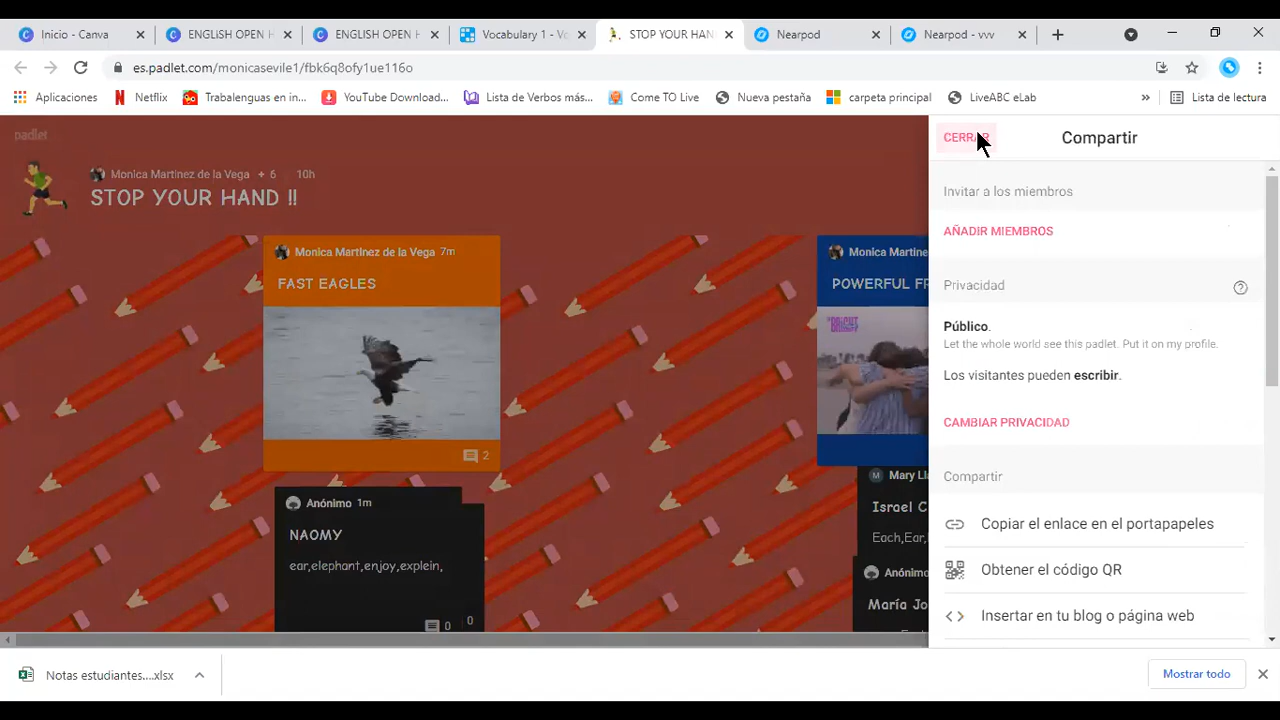 Inicio - Canva
ENGLISH OPEN H
ENGLISH OPEN H
Vocabulary 1 - Vo
STOP YOUR HAN
Nearpod
Nearpod - vvv
es.padlet.com/monicasevile1/fbk6q8ofy1ue116o
Aplicaciones
Netflix
Trabalenguas en in...
YouTube Download...
Lista de Verbos más...
Come TO Live
Nueva pestaña
carpeta principal
LiveABC eLab
»
Lista de lectura
padlet
Monica Martinez de la Vega + 6 10h
STOP YOUR HAND !!
Monica Martinez de la Vega 7m
FAST EAGLES
2
Anónimo 1m
NAOMY
ear,elephant,enjoy,explein,
0 0
Monica Martine
POWERFUL FR
Mary Lla
Israel C
Each,Ear,
Anónimo
María Jo
CERRAR
Compartir
Invitar a los miembros
AÑADIR MIEMBROS
Privacidad
Público.
Let the whole world see this padlet. Put it on my profile.
Los visitantes pueden escribir.
CAMBIAR PRIVACIDAD
Compartir
Copiar el enlace en el portapapeles
Obtener el código QR
Insertar en tu blog o página web
Notas estudiantes....xlsx
Mostrar todo